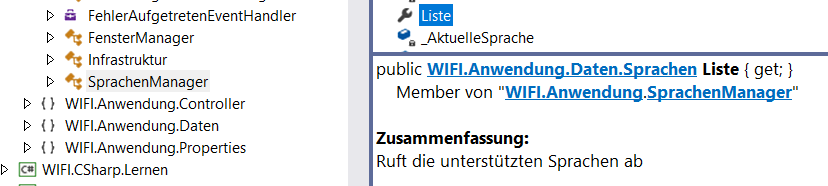 FehlerAufgetretenEventHandler
FensterManager
Infrastruktur
SprachenManager
{ } WIFI.Anwendung.Controller
{ } WIFI.Anwendung.Daten
{ } WIFI.Anwendung.Properties
C# WIFI.CSharp.Lernen
Liste
_AktuelleSprache
public WIFI.Anwendung.Daten.Sprachen Liste { get; }
Member von "WIFI.Anwendung.SprachenManager"
Zusammenfassung:
Ruft die unterstützten Sprachen ab